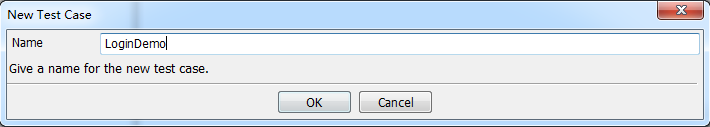 New Test Case
Name LoginDemo
Give a name for the new test case.
OK Cancel